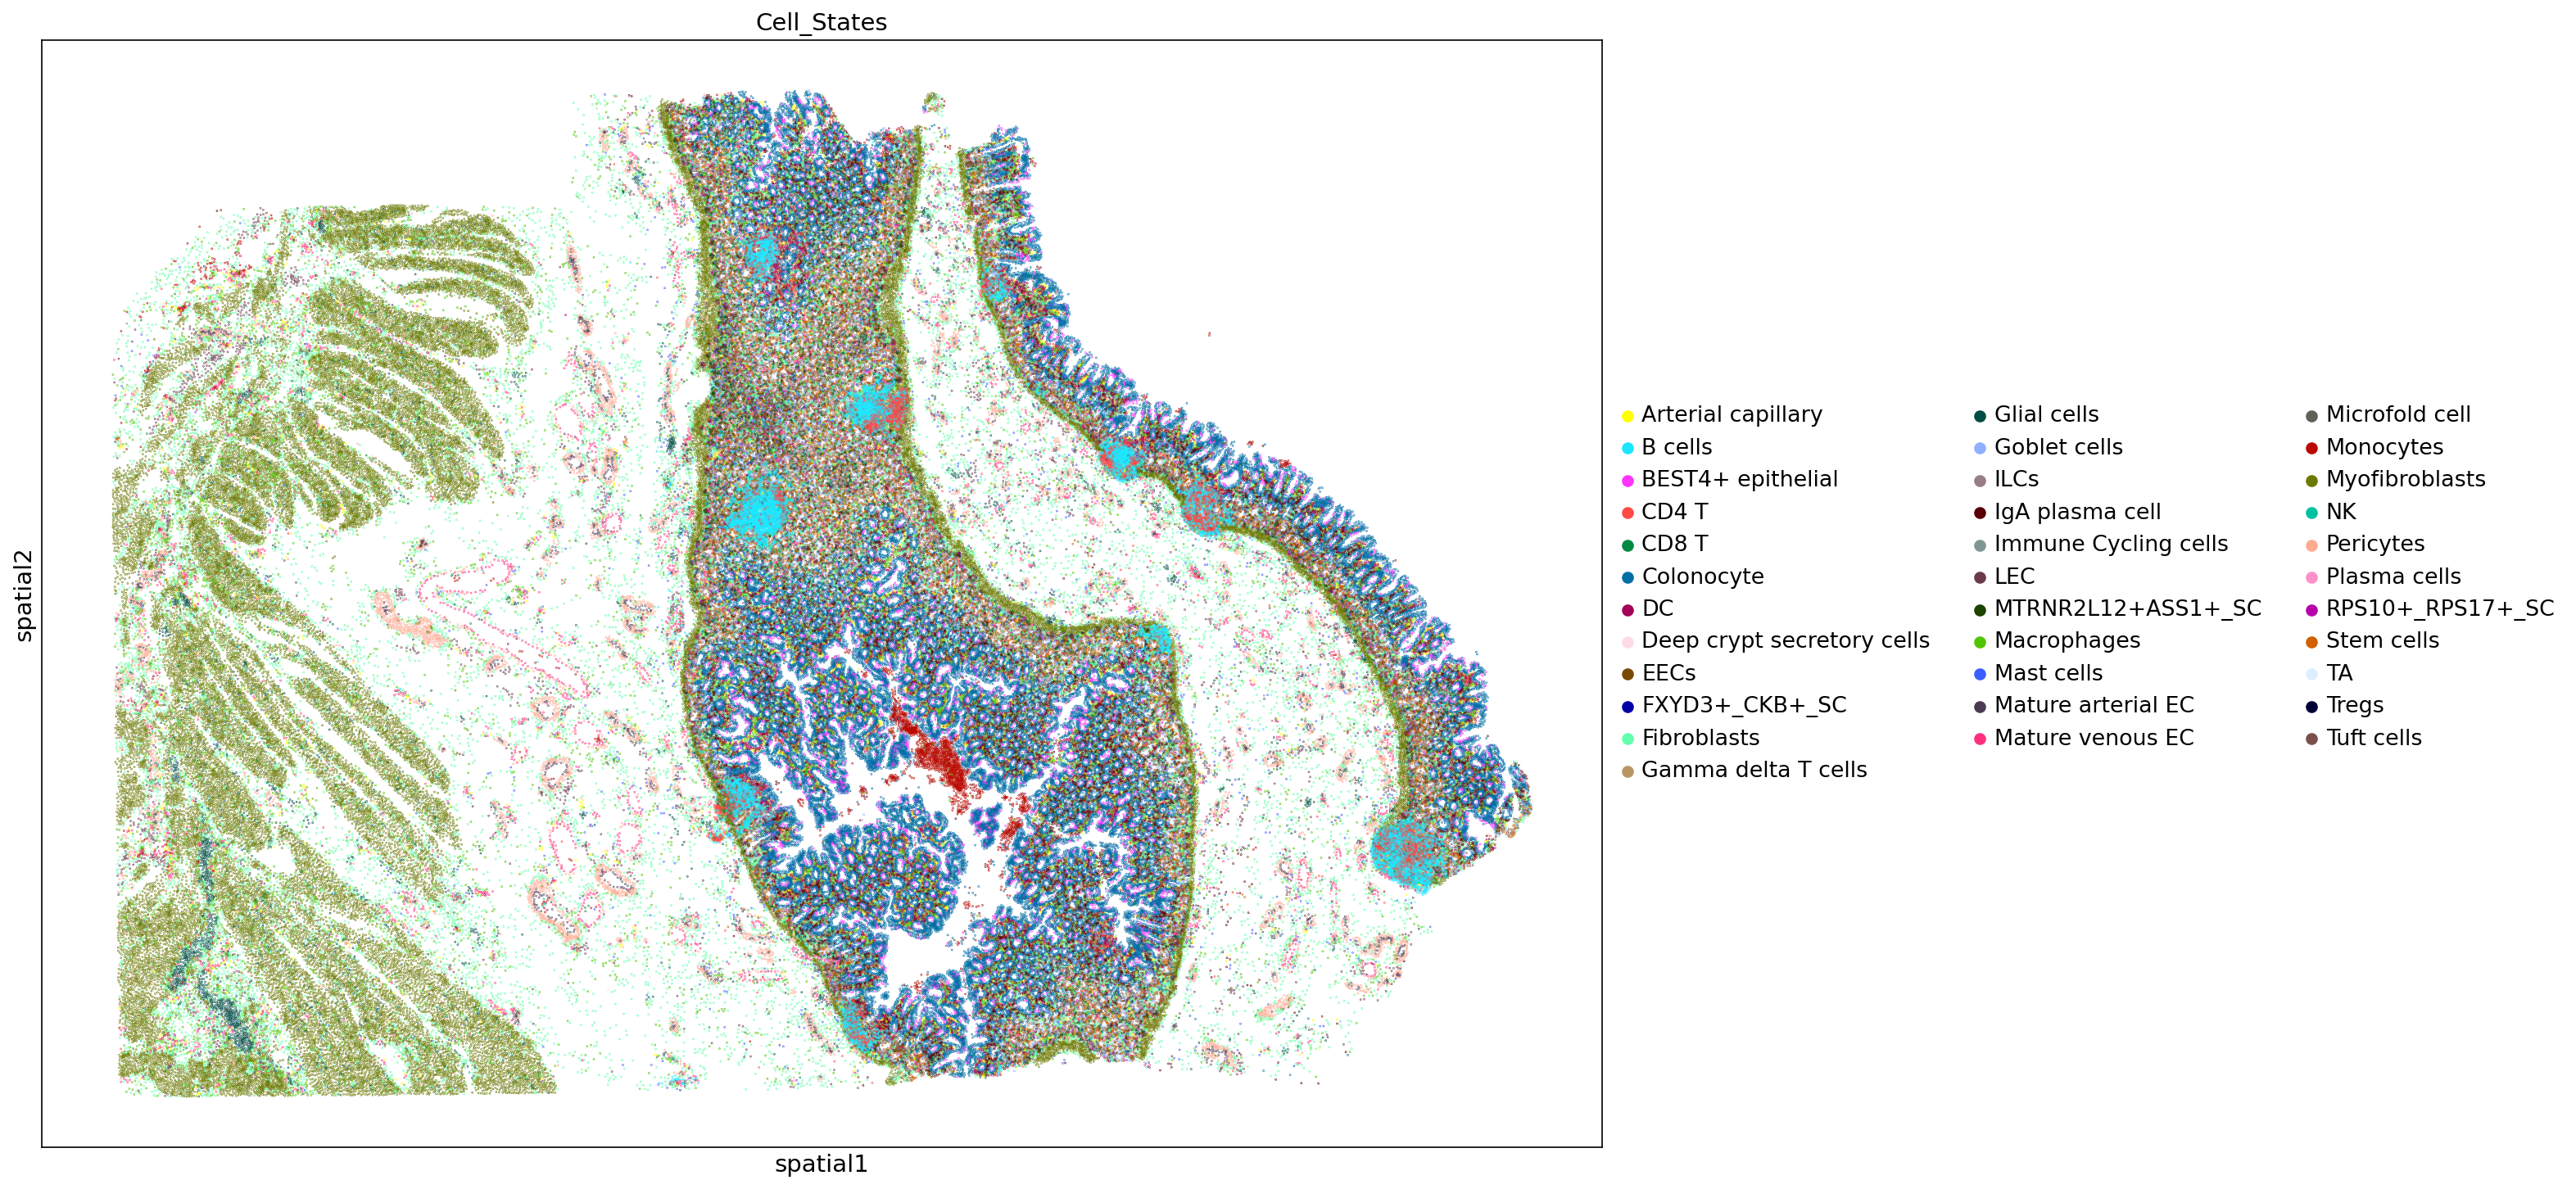 Cell_States
spatial2
spatial1
Arterial capillary
B cells
BEST4+ epithelial
CD4 T
CD8 T
Colonocyte
DC
Deep crypt secretory cells
EECs
FXYD3+_CKB+_SC
Fibroblasts
Gamma delta T cells
Glial cells
Goblet cells
ILCs
IgA plasma cell
Immune Cycling cells
LEC
MTRNR2L12+ASS1+_SC
Macrophages
Mast cells
Mature arterial EC
Mature venous EC
Microfold cell
Monocytes
Myofibroblasts
NK
Pericytes
Plasma cells
RPS10+_RPS17+_SC
Stem cells
TA
Tregs
Tuft cells